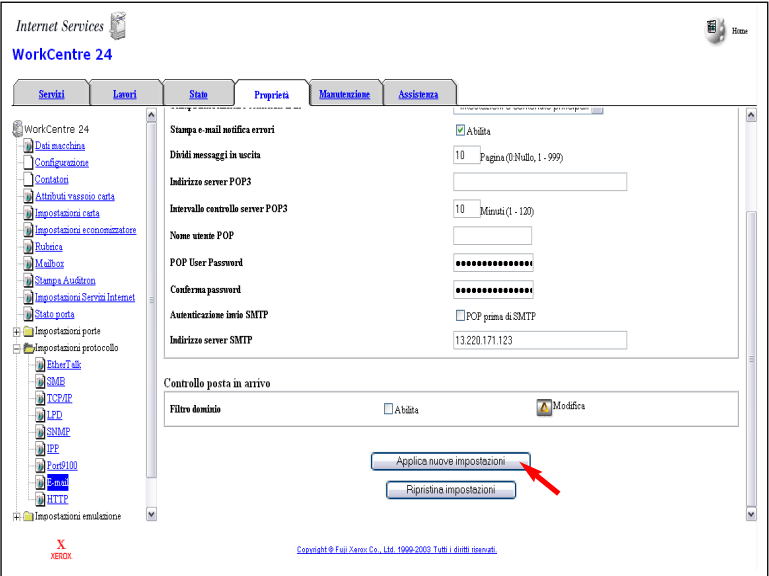 Internet Services
Home
WorkCentre 24
Servizi
Lavori
Stato
Proprietà
Manutenzione
Assistenza
WorkCentre 24
Dati macchina
Configurazione
Contatori
Attributi vassoio carta
Impostazioni carta
Impostazioni economizzatore
Rubrica
Mailbox
Stampa Auditron
Impostazioni Servizi Internet
Stato porta
Impostazioni porte
Impostazioni protocollo
EtherTalk
SMB
TCP/IP
LPD
SNMP
IPP
Port9100
E-mail
HTTP
Impostazioni emulazione
Stampa e-mail notifica errori
Abilita
Dividi messaggi in uscita
10 Pagina (0:Nullo, 1 - 999)
Indirizzo server POP3
Intervallo controllo server POP3
10 Minuti (1 - 120)
Nome utente POP
POP User Password
Conferma password
Autenticazione invio SMTP
POP prima di SMTP
Indirizzo server SMTP
13.220.171.123
Controllo posta in arrivo
Filtro dominio
Abilita
Modifica
Applica nuove impostazioni
Ripristina impostazioni
X
XEROX.
Copyright © Fuji Xerox Co., Ltd. 1999-2003 Tutti i diritti riservati.